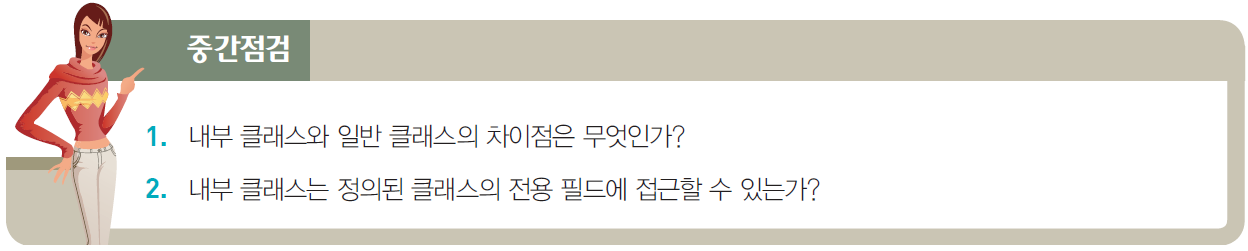 중간점검
1. 내부 클래스와 일반 클래스의 차이점은 무엇인가?
2. 내부 클래스는 정의된 클래스의 전용 필드에 접근할 수 있는가?